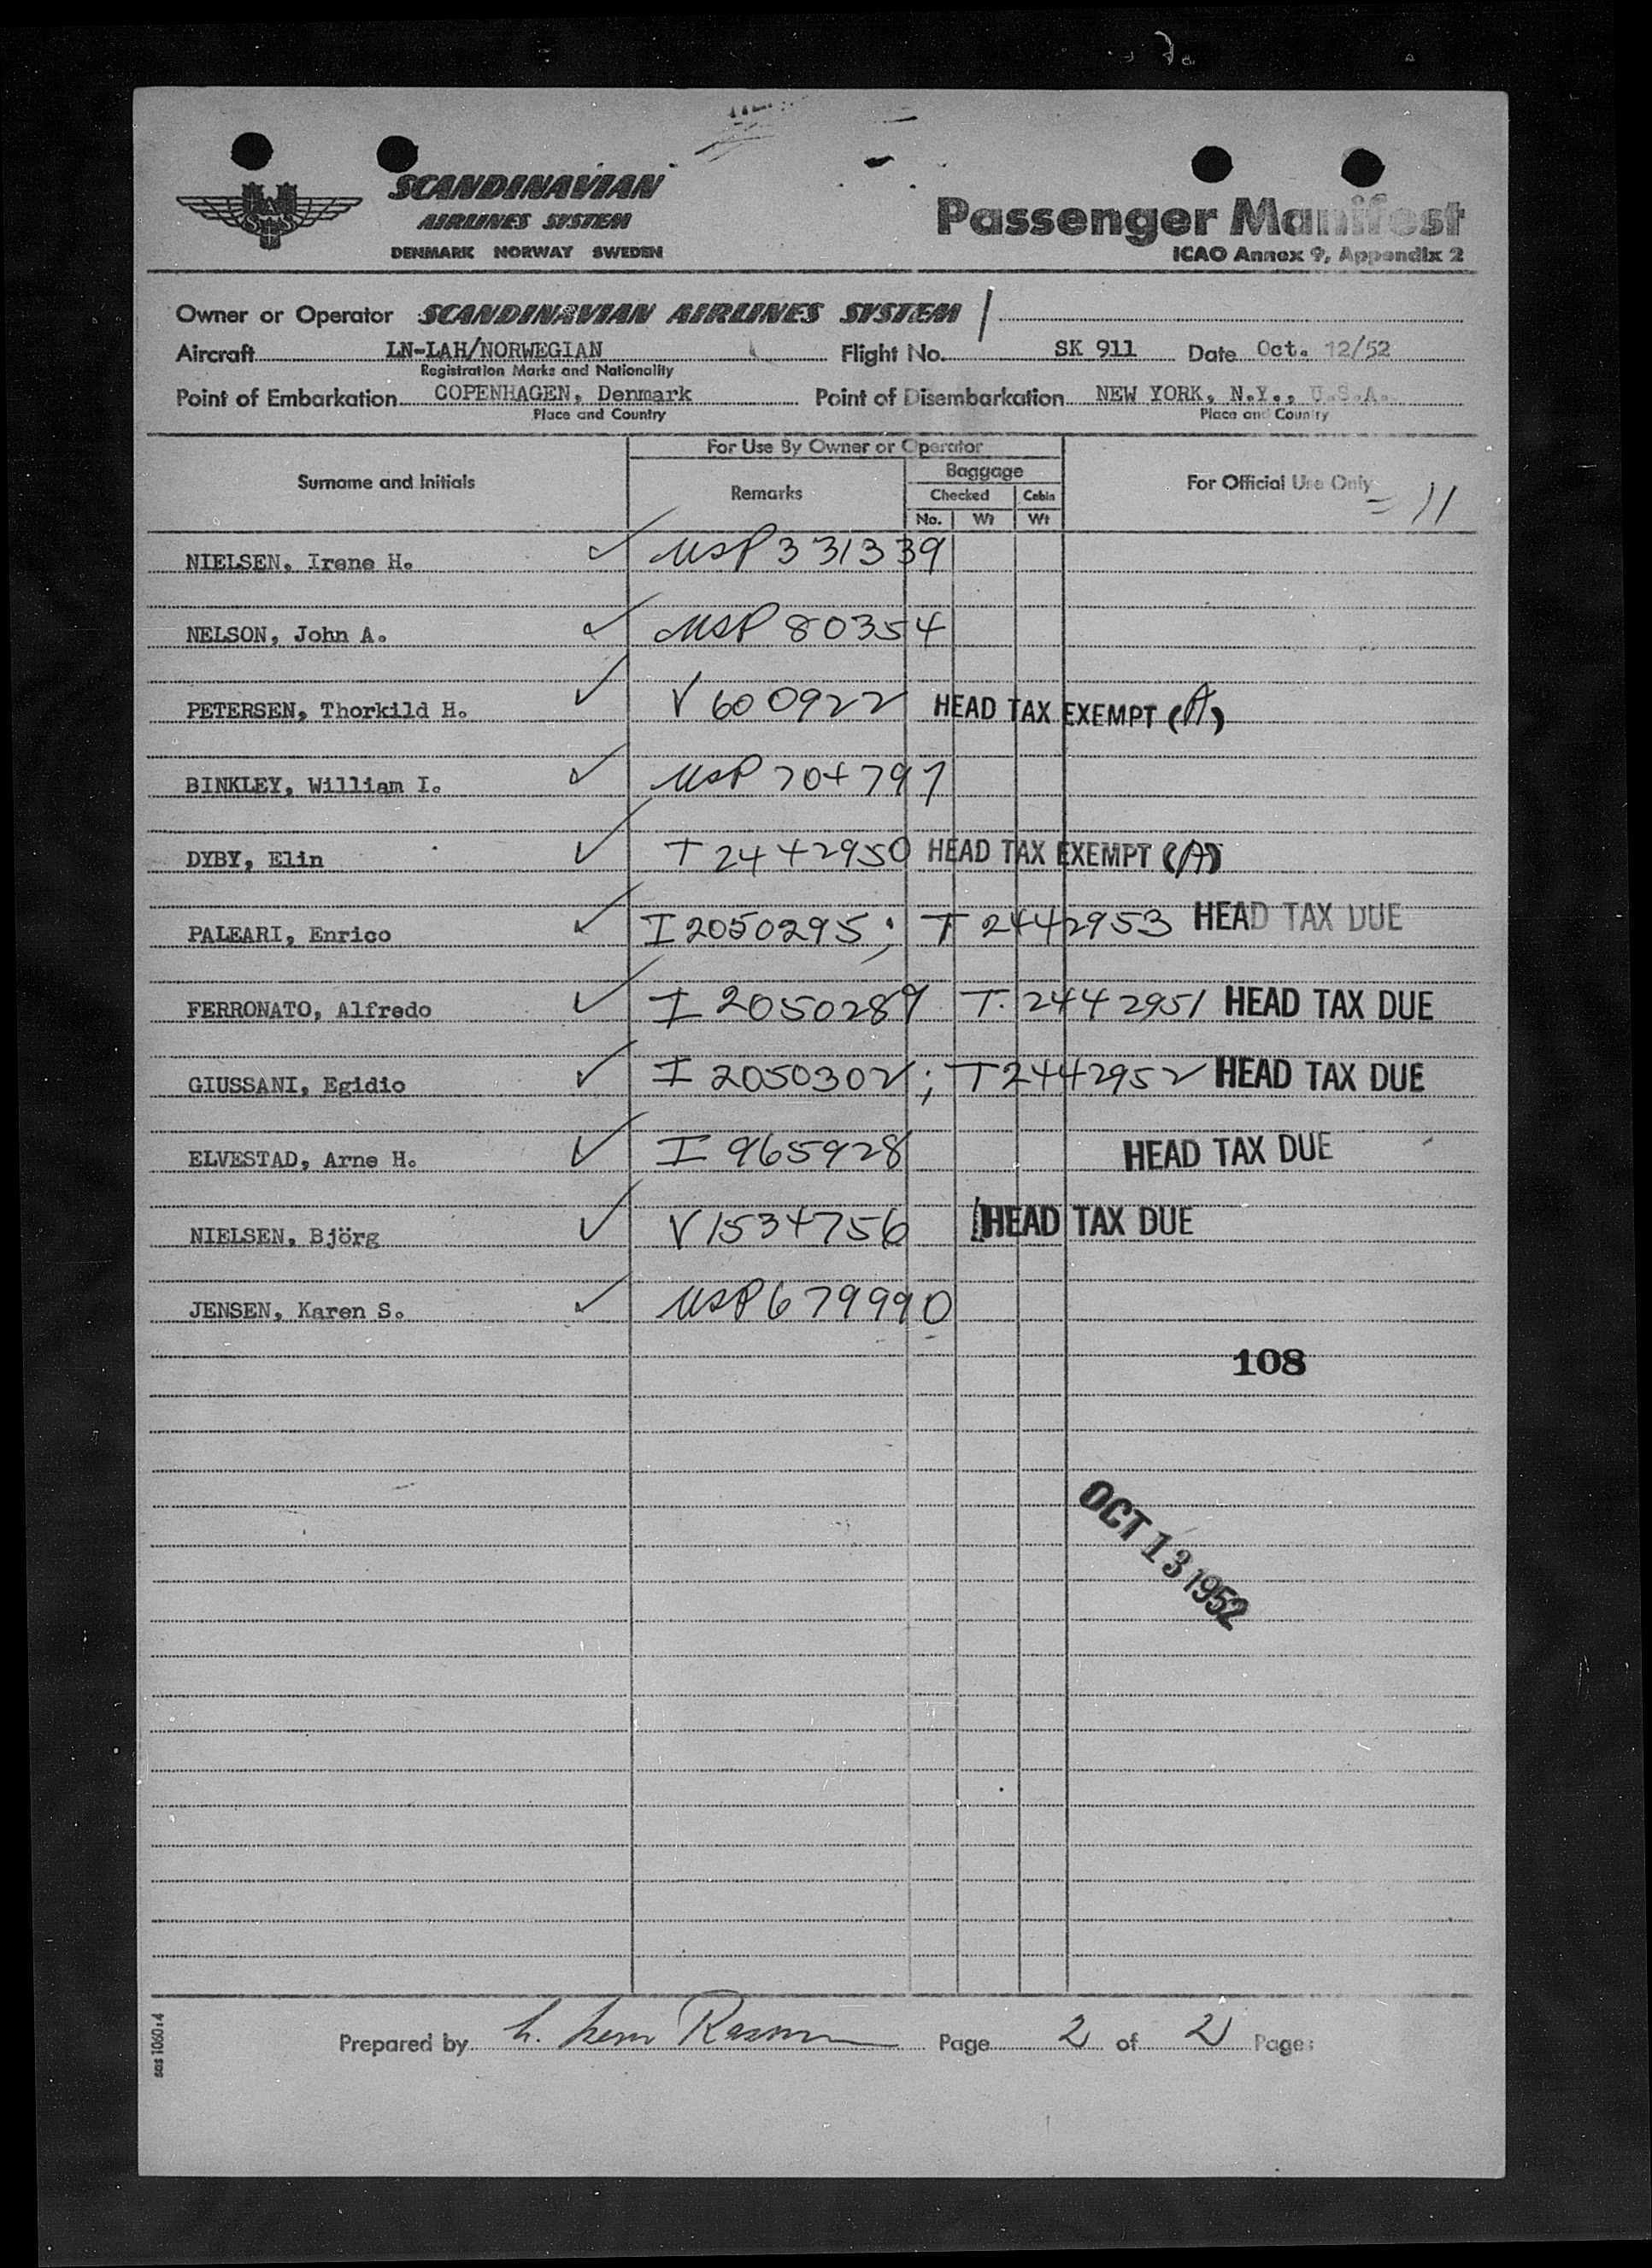 SCANDINAVIAN
AIRLINES SYSTEM
DENMARK NORWAY SWEDEN
SAS
Passenger Manifest
ICAO Annex 9, Appendix 2
Owner or Operator SCANDINAVIAN AIRLINES SYSTEM /
Aircraft LN-LAH/NORWEGIAN Flight No. SK 911 Date Oct. 12/52
Registration Marks and Nationality
Point of Embarkation COPENHAGEN, Denmark Point of Disembarkation NEW YORK, N.Y., U.S.A.
Place and Country Place and Country
For Use By Owner or Operator
Surname and Initials Remarks Baggage For Official Use Only = 11
Checked Cabin
No. Wt Wt
NIELSEN, Irene H. ✓ USP 331339
NELSON, John A. ✓ USP 80354
PETERSEN, Thorkild H. ✓ V 600922 HEAD TAX EXEMPT (A)
BINKLEY, William I. ✓ USP 704797
DYBY, Elin ✓ T 2442950 HEAD TAX EXEMPT (A)
PALEARI, Enrico ✓ I 2050295; T 2442953 HEAD TAX DUE
FERRONATO, Alfredo ✓ I 2050289 T. 2442951 HEAD TAX DUE
GIUSSANI, Egidio ✓ I 2050302; T 2442952 HEAD TAX DUE
ELVESTAD, Arne H. ✓ I 965928 HEAD TAX DUE
NIELSEN, Björg ✓ V 1534756 HEAD TAX DUE
JENSEN, Karen S. ✓ USP 679990
108
OCT 13 1952
Prepared by Page 2 of 2 Pages
sas 1060:4